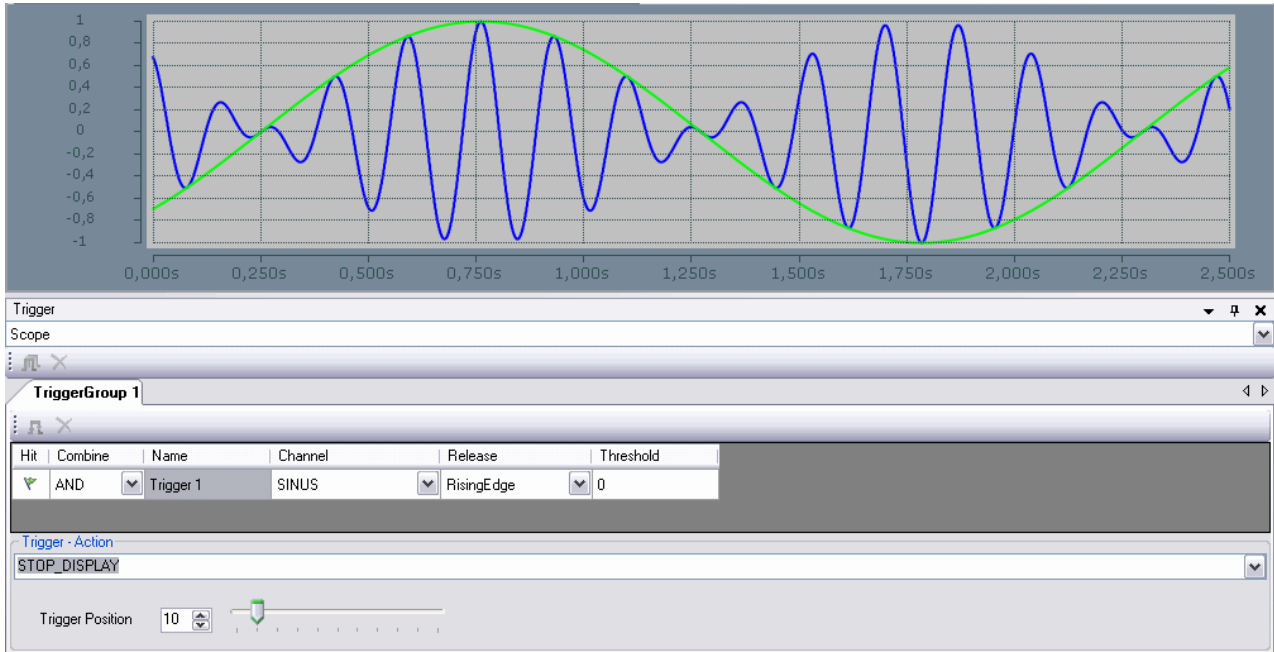 1
0,8
0,6
0,4
0,2
0
-0,2
-0,4
-0,6
-0,8
-1
0,000s 0,250s 0,500s 0,750s 1,000s 1,250s 1,500s 1,750s 2,000s 2,250s 2,500s
Trigger
Scope
TriggerGroup 1
Hit Combine Name Channel Release Threshold
AND Trigger 1 SINUS RisingEdge 0
Trigger - Action
STOP_DISPLAY
Trigger Position 10